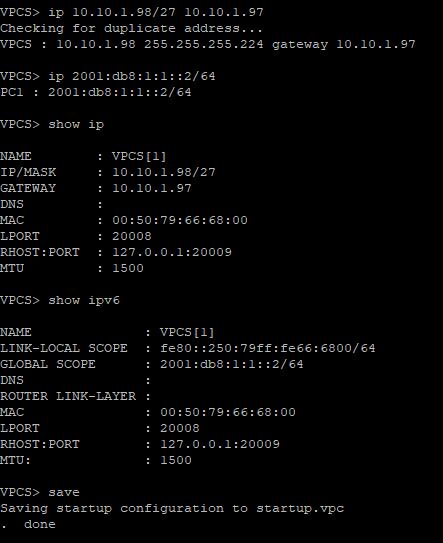 VPCS> ip 10.10.1.98/27 10.10.1.97
Checking for duplicate address...
VPCS : 10.10.1.98 255.255.255.224 gateway 10.10.1.97
VPCS> ip 2001:db8:1:1::2/64
PC1 : 2001:db8:1:1::2/64
VPCS> show ip
NAME : VPCS[1]
IP/MASK : 10.10.1.98/27
GATEWAY : 10.10.1.97
DNS :
MAC : 00:50:79:66:68:00
LPORT : 20008
RHOST:PORT : 127.0.0.1:20009
MTU : 1500
VPCS> show ipv6
NAME : VPCS[1]
LINK-LOCAL SCOPE : fe80::250:79ff:fe66:6800/64
GLOBAL SCOPE : 2001:db8:1:1::2/64
DNS :
ROUTER LINK-LAYER :
MAC : 00:50:79:66:68:00
LPORT : 20008
RHOST:PORT : 127.0.0.1:20009
MTU: : 1500
VPCS> save
Saving startup configuration to startup.vpc
. done